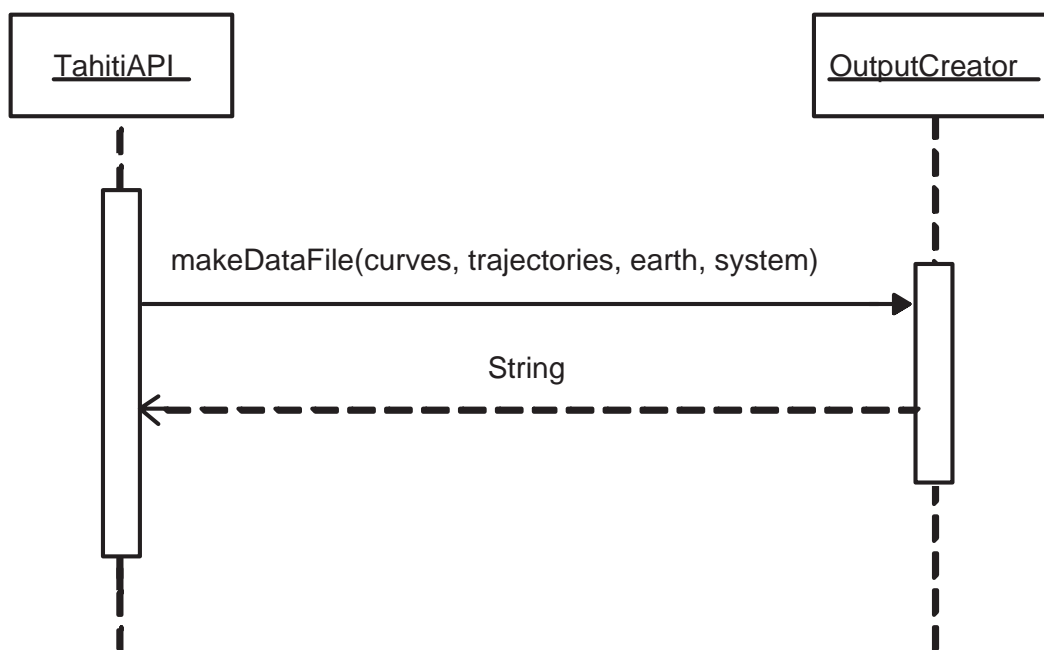 TahitiAPI
OutputCreator
makeDataFile(curves, trajectories, earth, system)
String